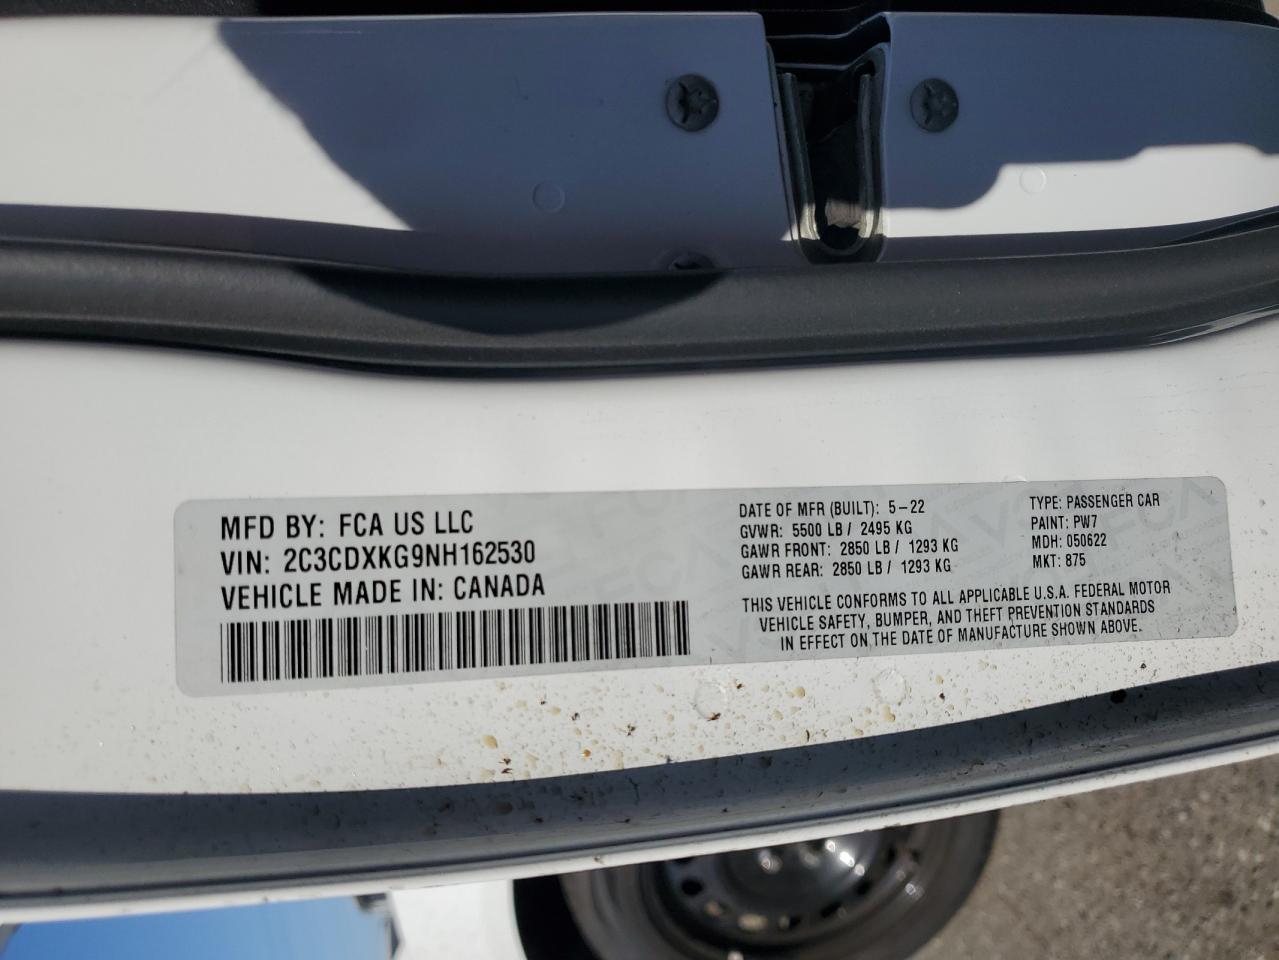 MFD BY: FCA US LLC
VIN: 2C3CDXKG9NH162530
VEHICLE MADE IN: CANADA
DATE OF MFR (BUILT): 5-22
GVWR: 5500 LB / 2495 KG
GAWR FRONT: 2850 LB / 1293 KG
GAWR REAR: 2850 LB / 1293 KG
TYPE: PASSENGER CAR
PAINT: PW7
MDH: 050622
MKT: 875
THIS VEHICLE CONFORMS TO ALL APPLICABLE U.S.A. FEDERAL MOTOR
VEHICLE SAFETY, BUMPER, AND THEFT PREVENTION STANDARDS
IN EFFECT ON THE DATE OF MANUFACTURE SHOWN ABOVE.